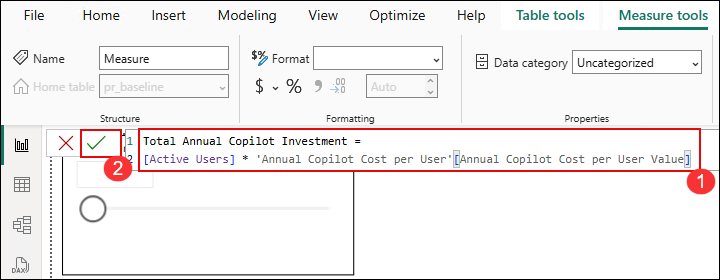 File Home Insert Modeling View Optimize Help Table tools Measure tools
Name Measure
Home table pr_baseline
Structure
$% Format
$ % , .00
Auto
Formatting
Data category Uncategorized
Properties
1 Total Annual Copilot Investment =
2 [Active Users] * 'Annual Copilot Cost per User'[Annual Copilot Cost per User Value]
2
1
DAX